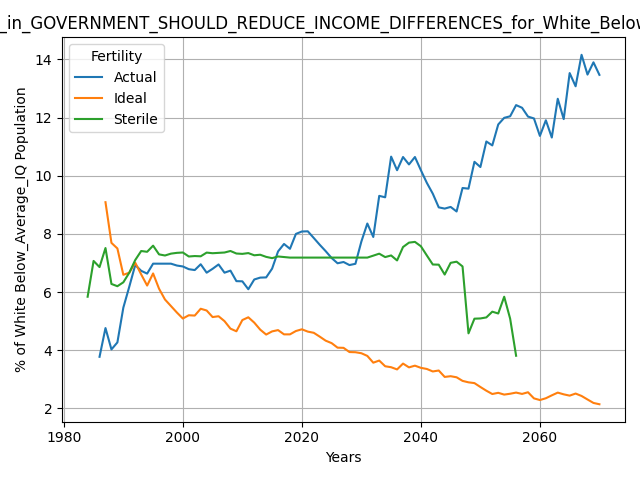 _in_GOVERNMENT_SHOULD_REDUCE_INCOME_DIFFERENCES_for_White_Below
Fertility
Actual
Ideal
Sterile
% of White Below_Average_IQ Population
14
12
10
8
6
4
2
1980 2000 2020 2040 2060
Years